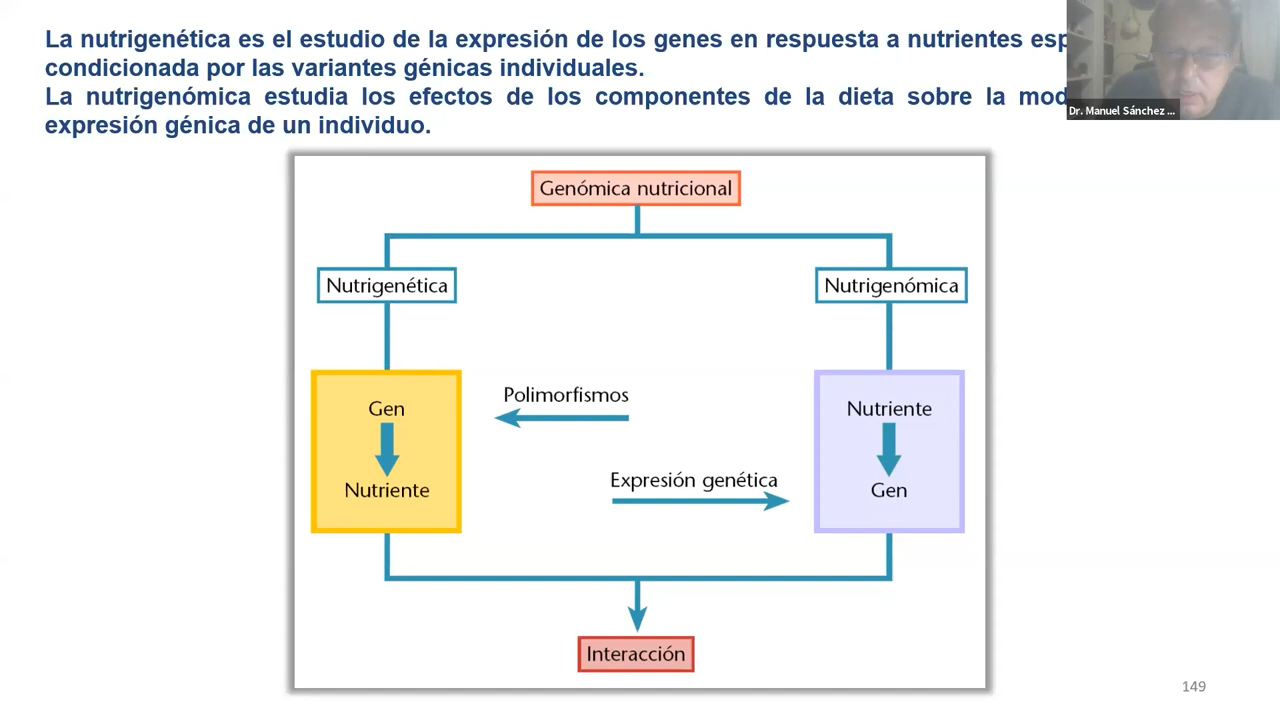 La nutrigenética es el estudio de la expresión de los genes en respuesta a nutrientes
condicionada por las variantes génicas individuales.
La nutrigenómica estudia los efectos de los componentes de la dieta sobre la
expresión génica de un individuo.
Dr. Manuel Sánchez ...
Genómica nutricional
Nutrigenética
Nutrigenómica
Polimorfismos
Gen
Nutriente
Expresión genética
Nutriente
Gen
Interacción
149